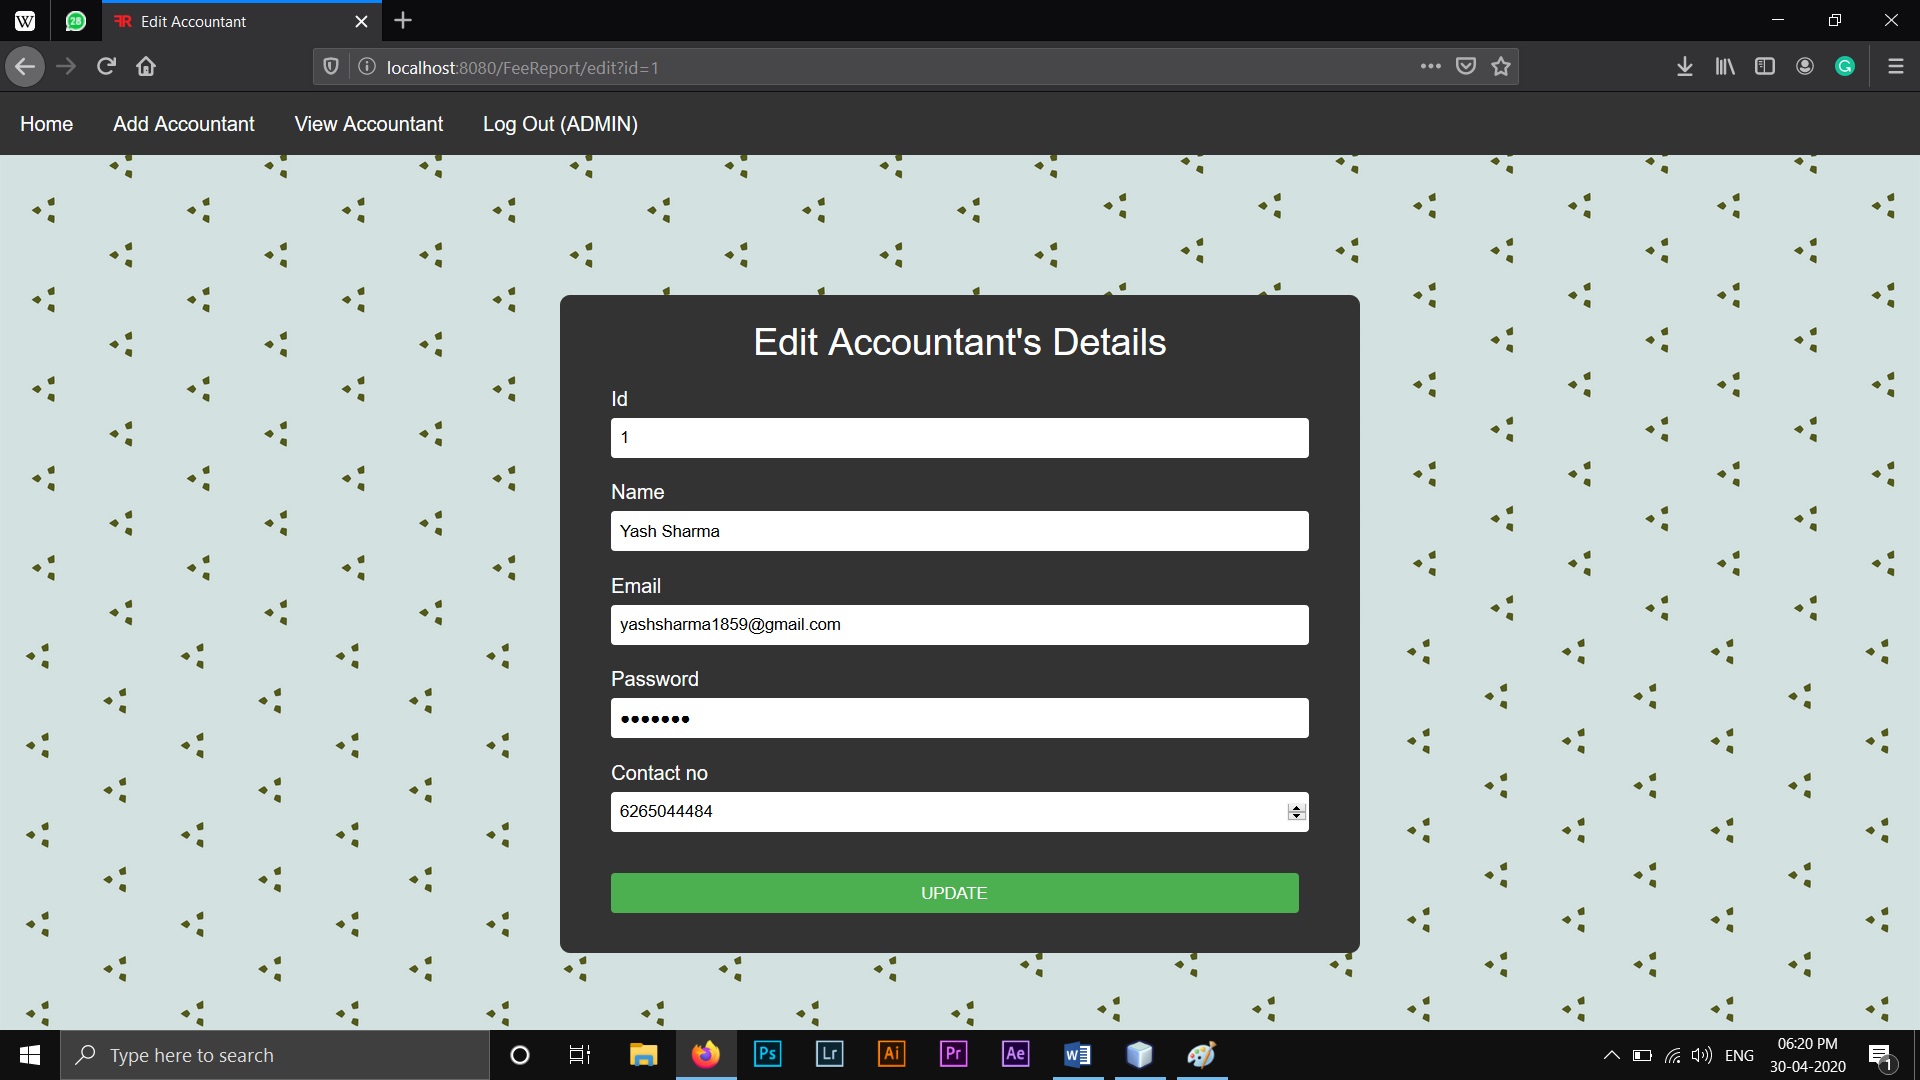 W
28
FR Edit Accountant
localhost:8080/FeeReport/edit?id=1
G
Home Add Accountant View Accountant Log Out (ADMIN)
Edit Accountant's Details
Id
1
Name
Yash Sharma
Email
yashsharma1859@gmail.com
Password
•••••••
Contact no
6265044484
UPDATE
Type here to search
Ps Lr Ai Pr Ae W
ENG
06:20 PM
30-04-2020
1